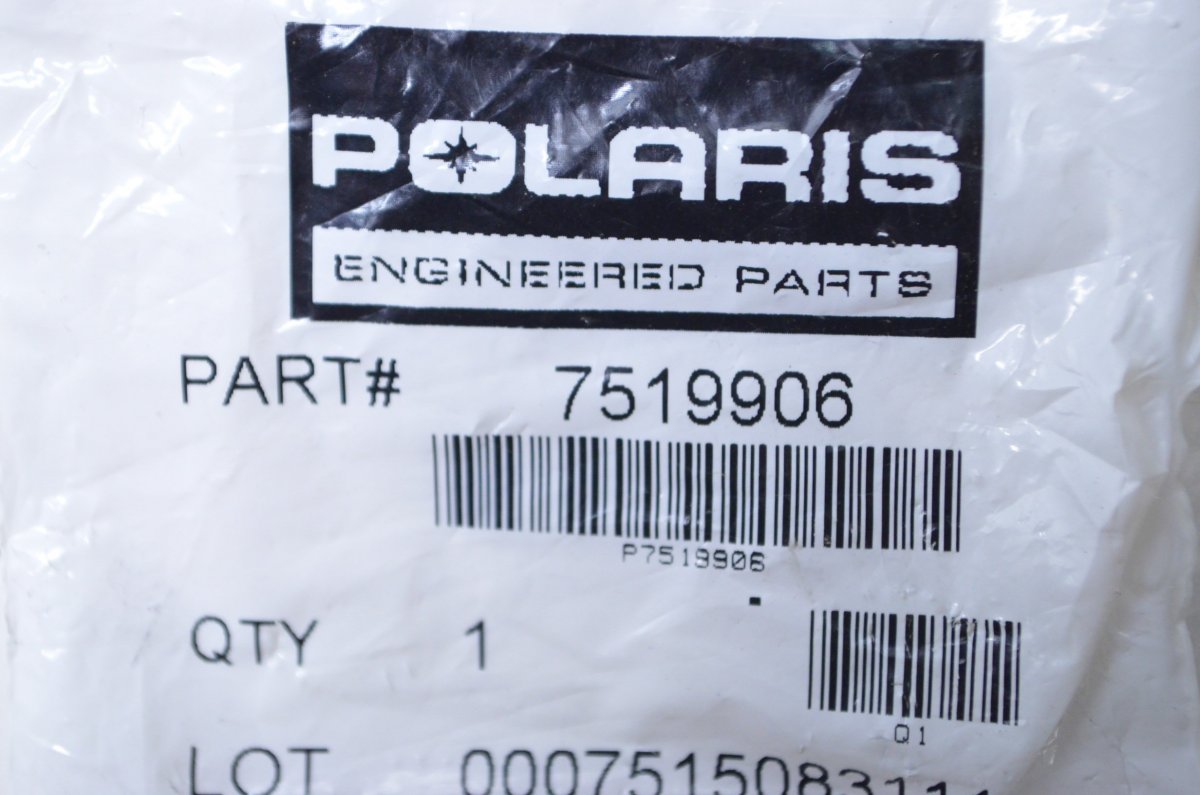 POLARIS
ENGINEERED PARTS
PART# 7519906
P7519906
QTY 1
Q1
LOT